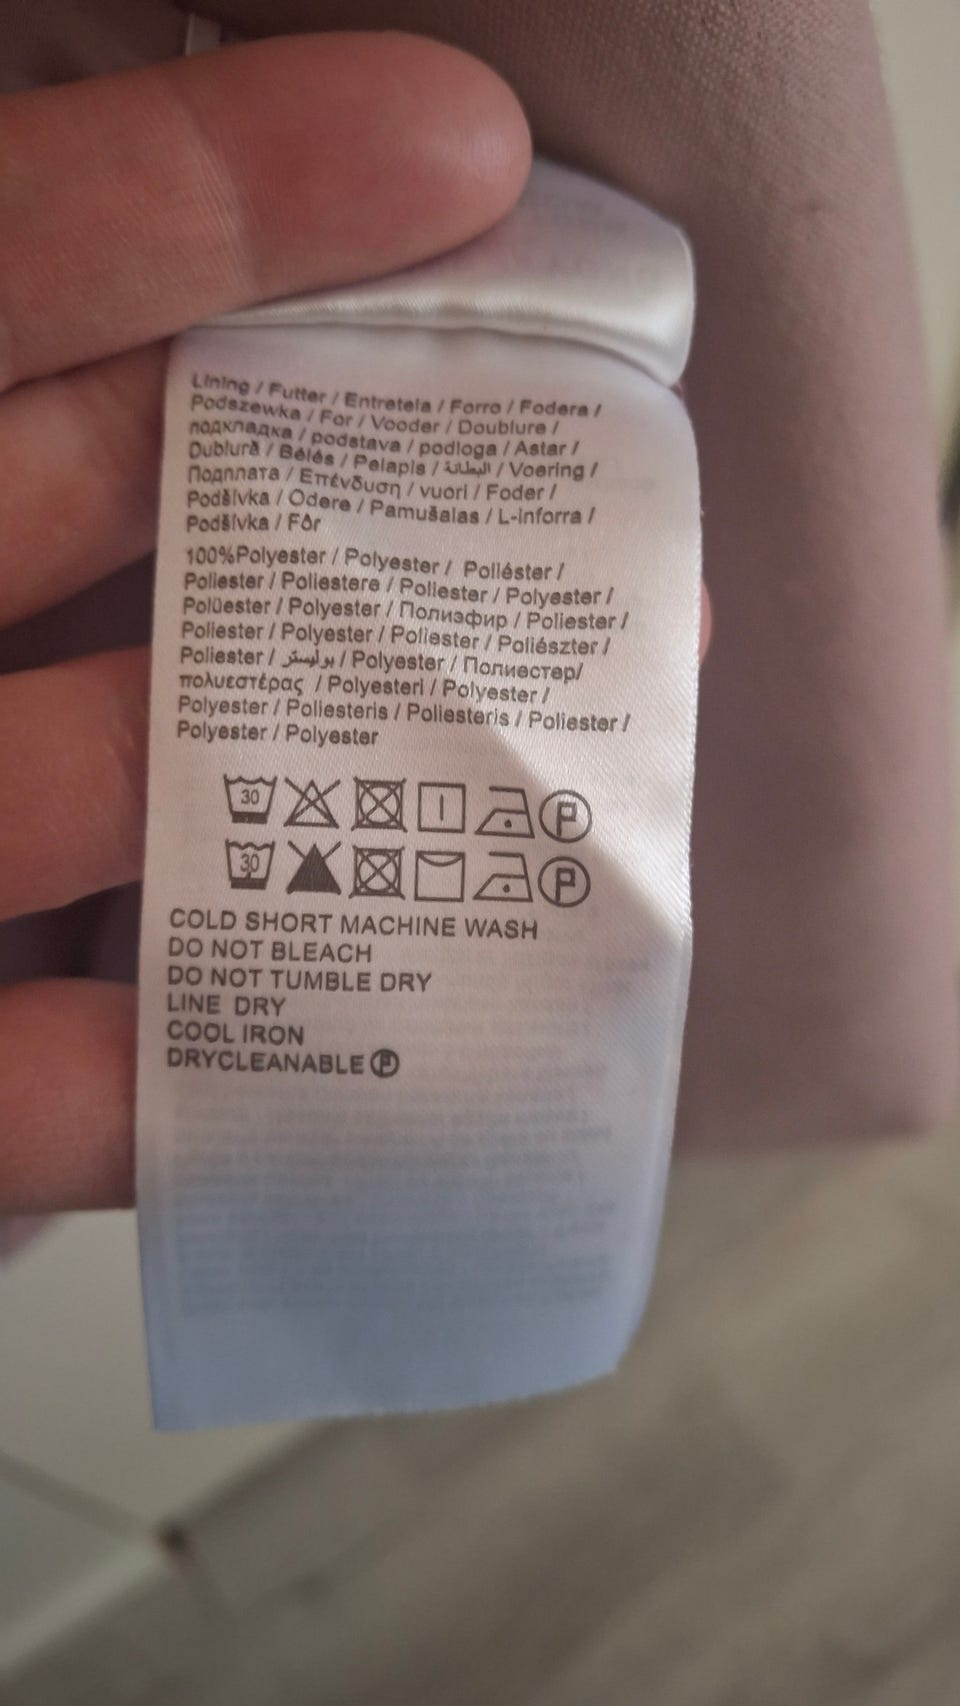 Lining / Futter / Entretela / Forro / Fodera /
Podszewka / For / Vooder / Doublure /
подкладка / podstava / podloga / Astar /
Dublură / Bélés / Pelapis / البطانة / Voering /
Подплата / Επένδυση / vuori / Foder /
Podšívka / Odere / Pamušalas / L-inforra /
Podšívka / Fôr
100%Polyester / Polyester / Poliéster /
Poliester / Poliestere / Poliester / Polyester /
Polüester / Polyester / Полиэфир / Poliester /
Poliester / Polyester / Poliester / Poliészter /
Poliester / بوليستر / Polyester / Полиестер/
πολυεστέρας / Polyesteri / Polyester /
Polyester / Poliesteris / Poliesteris / Poliester /
Polyester / Polyester
30 P
30 P
COLD SHORT MACHINE WASH
DO NOT BLEACH
DO NOT TUMBLE DRY
LINE DRY
COOL IRON
DRYCLEANABLE P